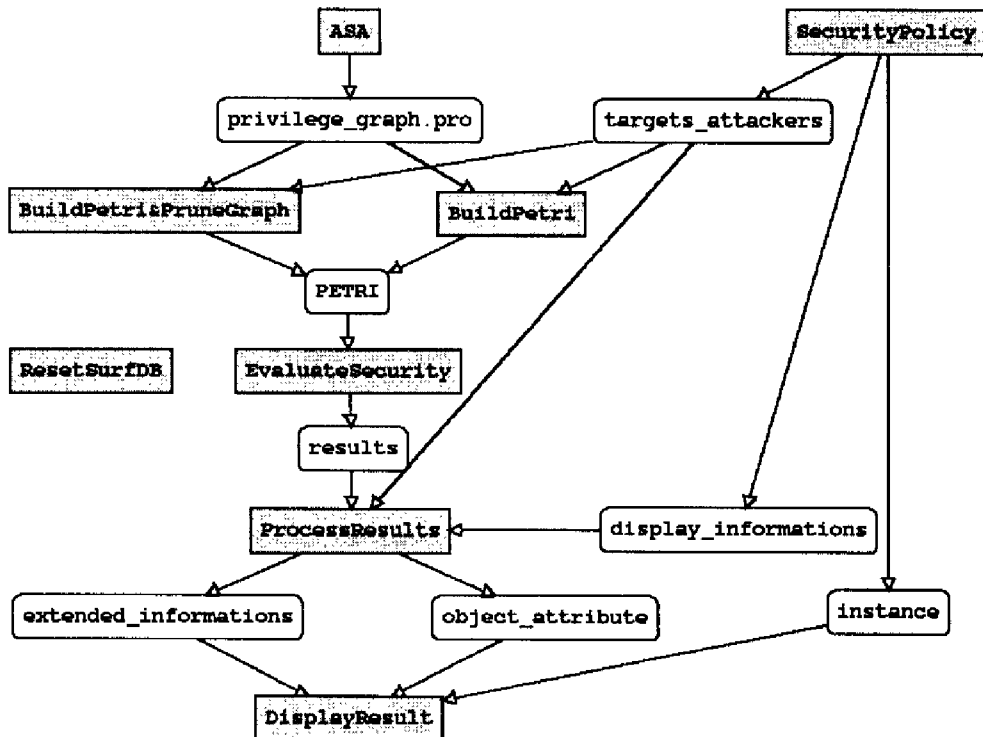 ASA
SecurityPolicy
privilege_graph.pro
targets_attackers
BuildPetri&PruneGraph
BuildPetri
PETRI
ResetSurfDB
EvaluateSecurity
results
ProcessResults
display_informations
extended_informations
object_attribute
instance
DisplayResult